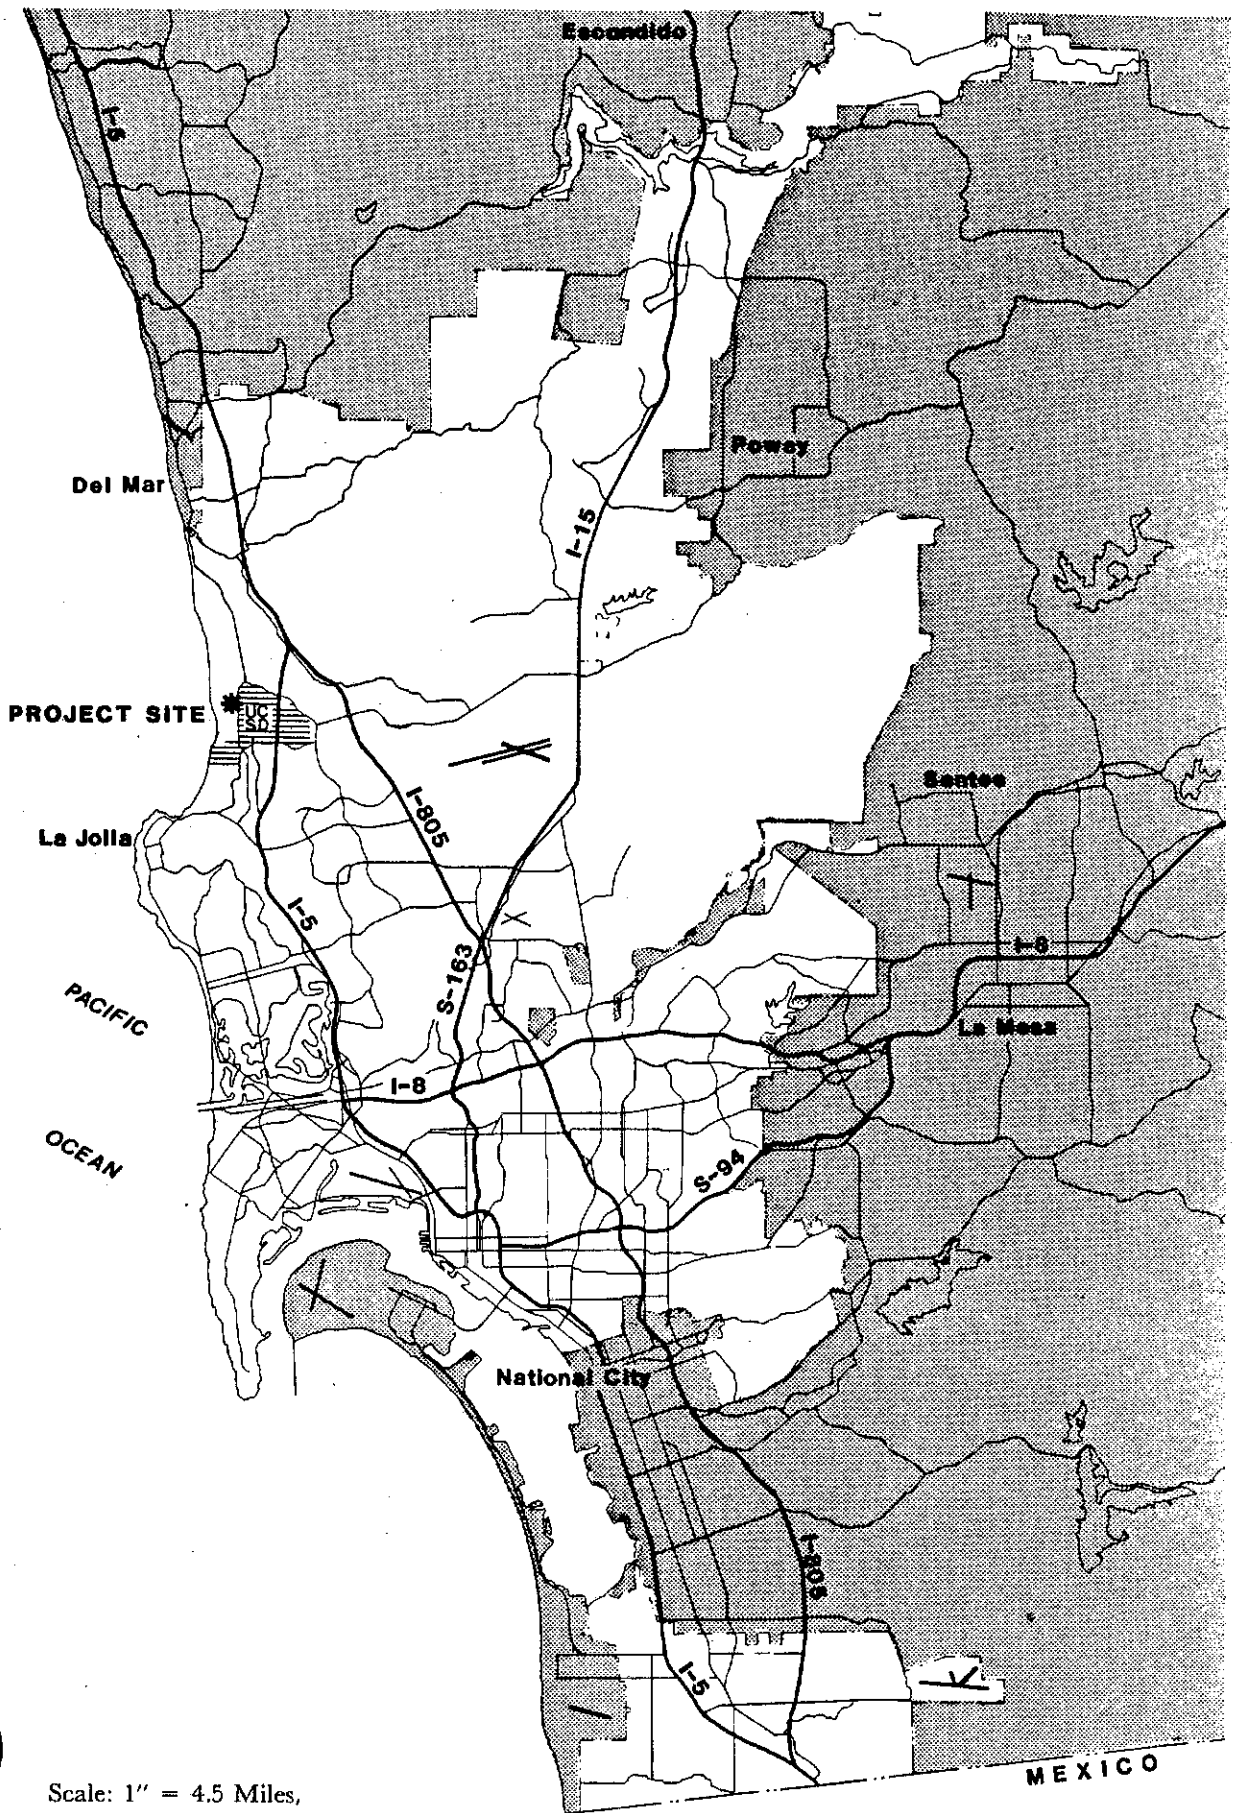 Escondido
I-5
Del Mar
Poway
I-15
PROJECT SITE
UC
SD
Santee
I-805
La Jolla
I-5
I-8
S-163
PACIFIC
La Mesa
I-8
OCEAN
S-94
National City
I-805
I-5
MEXICO
Scale: 1" = 4.5 Miles,